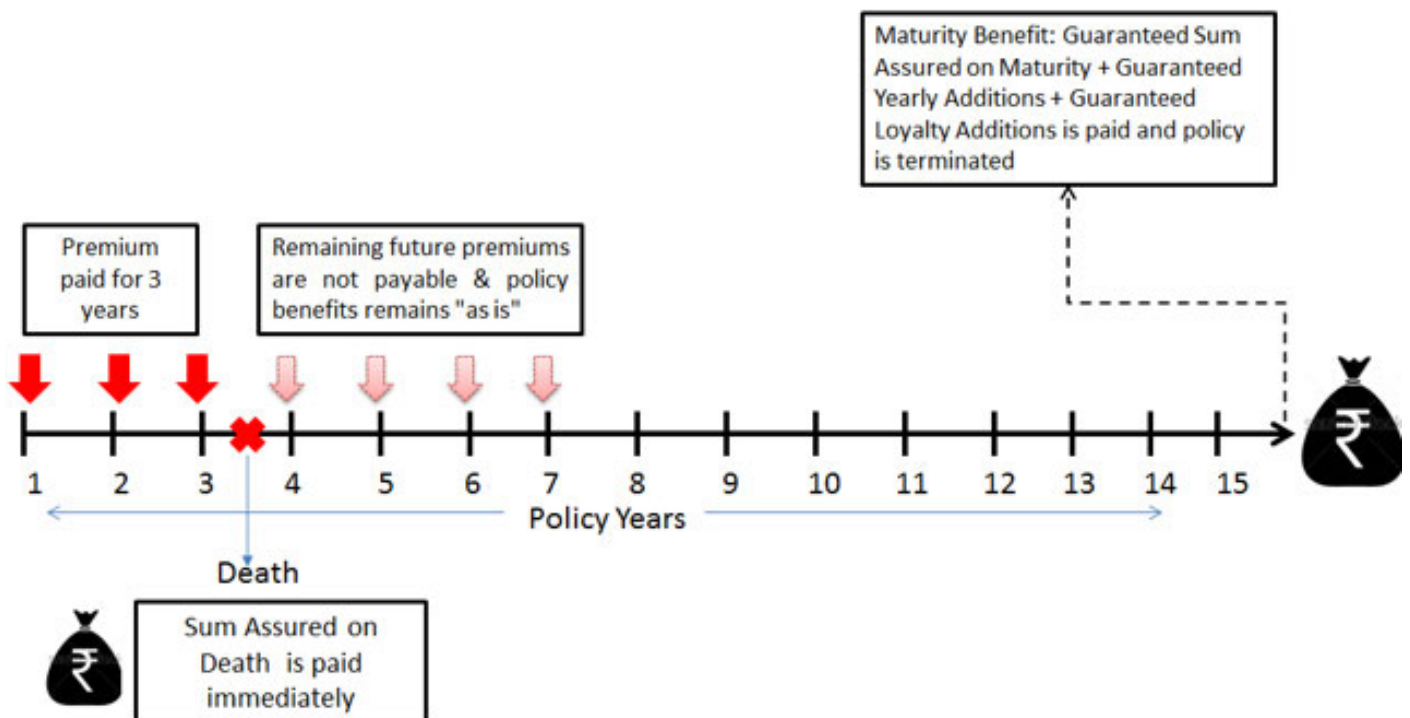 Maturity Benefit: Guaranteed Sum
Assured on Maturity + Guaranteed
Yearly Additions + Guaranteed
Loyalty Additions is paid and policy
is terminated
Premium
paid for 3
years
Remaining future premiums
are not payable & policy
benefits remains "as is"
₹
1 2 3 4 5 6 7 8 9 10 11 12 13 14 15
Policy Years
Death
₹
Sum Assured on
Death is paid
immediately